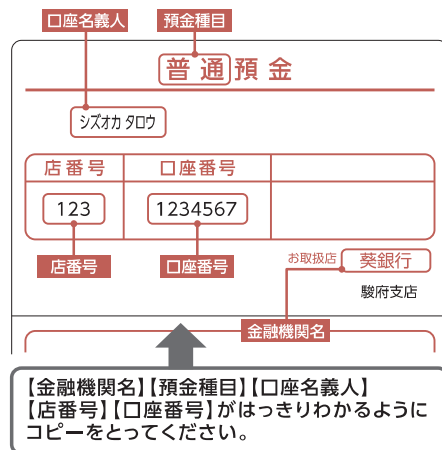 口座名義人 預金種目
普通預金
シズオカ タロウ
店番号 口座番号
123 1234567
店番号 口座番号
お取扱店 葵銀行
駿府支店
金融機関名
【金融機関名】【預金種目】【口座名義人】
【店番号】【口座番号】がはっきりわかるように
コピーをとってください。